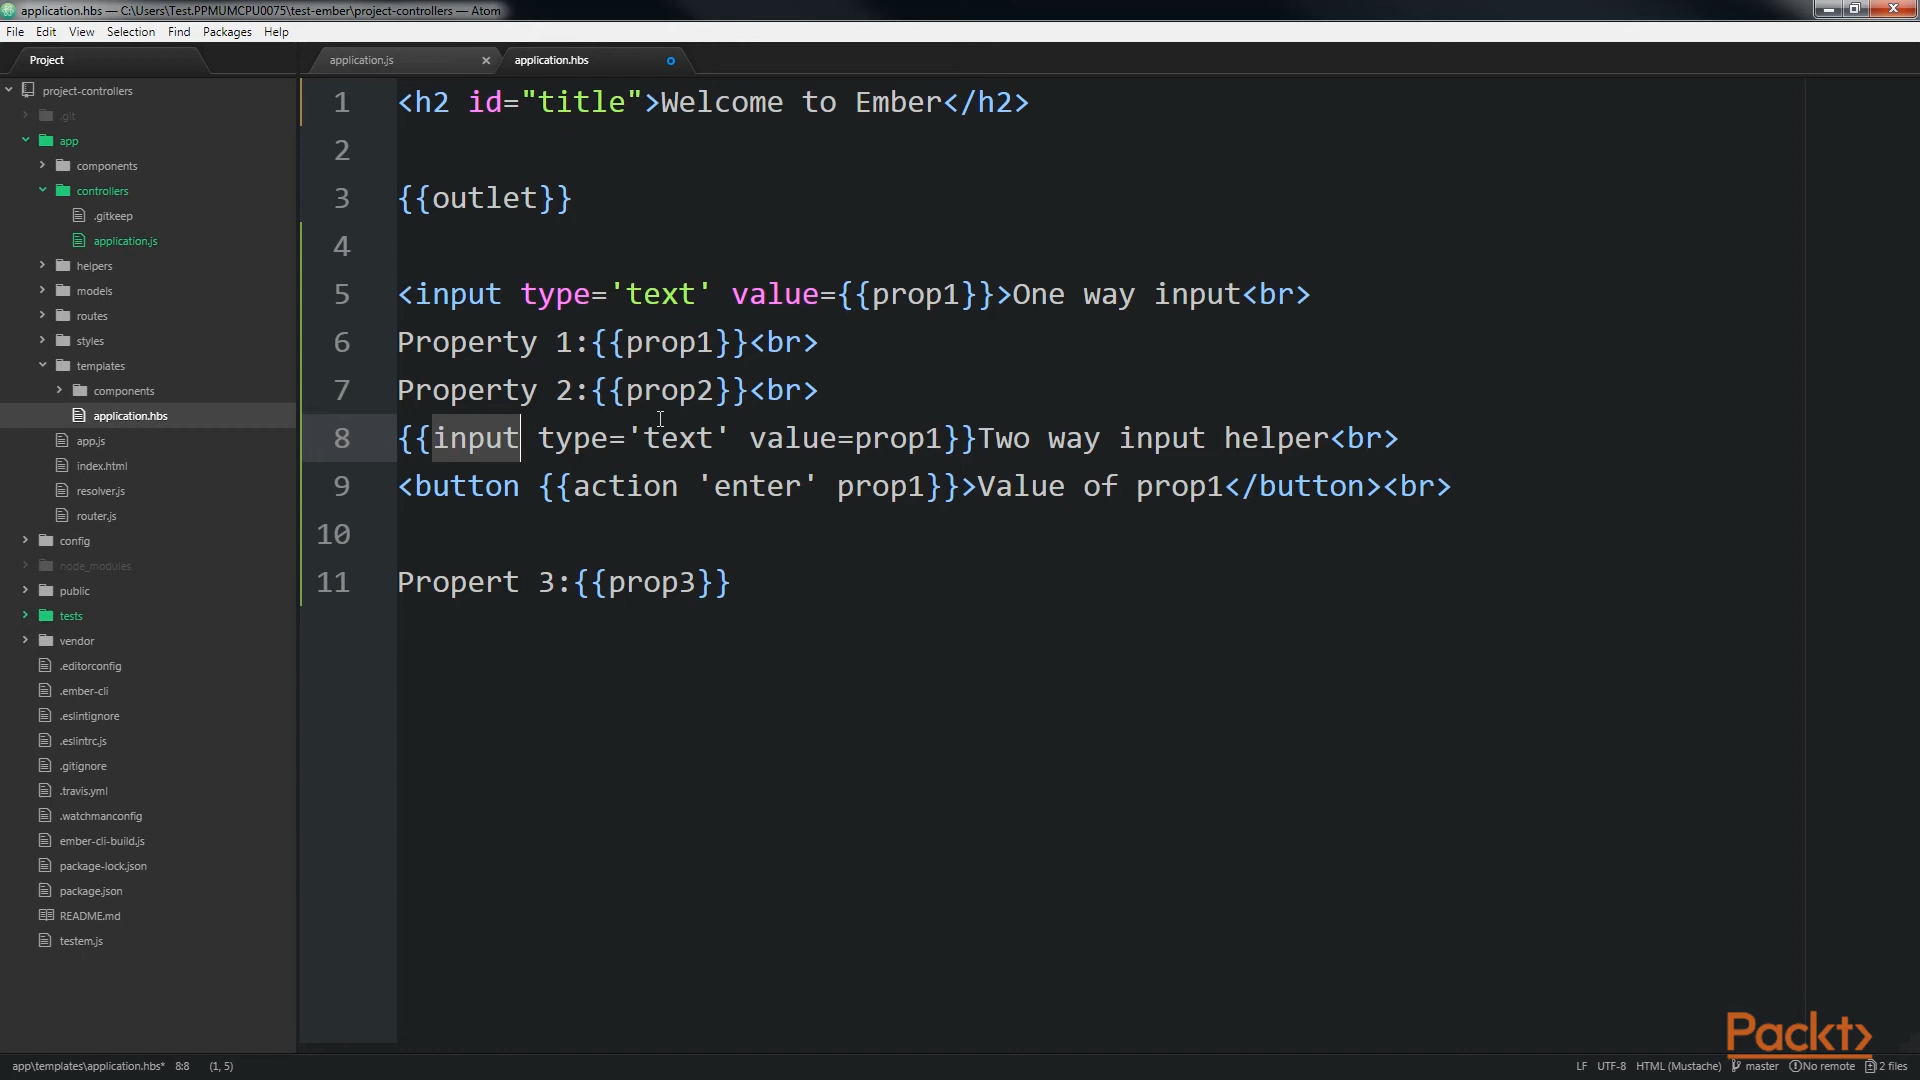 application.hbs — C:\Users\Test.PPMUMCPU0075\test-ember\project-controllers — Atom
File Edit View Selection Find Packages Help
Project
application.js
application.hbs
project-controllers
.git
app
components
controllers
.gitkeep
application.js
helpers
models
routes
styles
templates
components
application.hbs
app.js
index.html
resolver.js
router.js
config
node_modules
public
tests
vendor
.editorconfig
.ember-cli
.eslintignore
.eslintrc.js
.gitignore
.travis.yml
.watchmanconfig
ember-cli-build.js
package-lock.json
package.json
README.md
testem.js
1 <h2 id="title">Welcome to Ember</h2>
2
3 {{outlet}}
4
5 <input type='text' value={{prop1}}>One way input<br>
6 Property 1:{{prop1}}<br>
7 Property 2:{{prop2}}<br>
8 {{input type='text' value=prop1}}Two way input helper<br>
9 <button {{action 'enter' prop1}}>Value of prop1</button><br>
10
11 Propert 3:{{prop3}}
Packt>
app\templates\application.hbs* 8:8 (1, 5) LF UTF-8 HTML (Mustache) master No remote 2 files